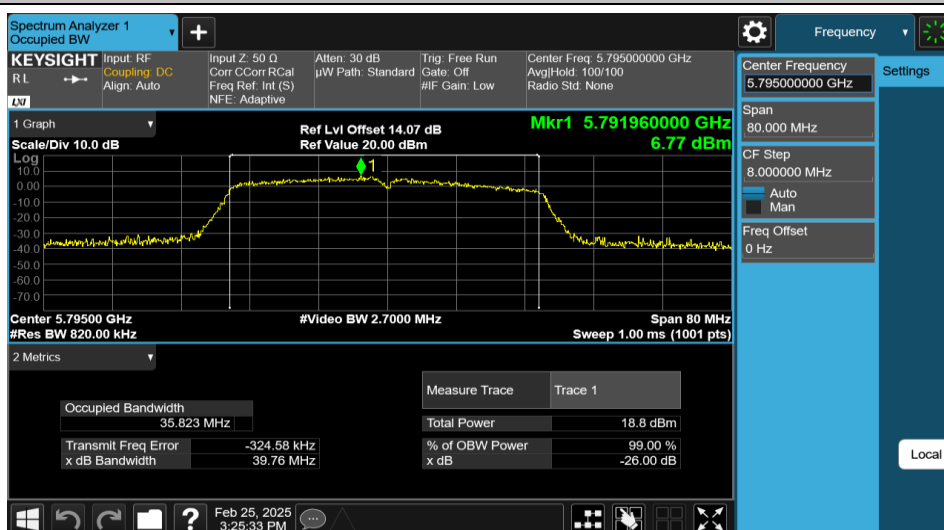 Spectrum Analyzer 1
Occupied BW
+
Frequency
KEYSIGHT
R L
LXI
Input: RF
Coupling: DC
Align: Auto
Input Z: 50 Ω
Corr CCorr RCal
Freq Ref: Int (S)
NFE: Adaptive
Atten: 30 dB
µW Path: Standard
Trig: Free Run
Gate: Off
#IF Gain: Low
Center Freq: 5.795000000 GHz
Avg|Hold: 100/100
Radio Std: None
Center Frequency
5.795000000 GHz
Settings
Span
80.000 MHz
CF Step
8.000000 MHz
Auto
Man
Freq Offset
0 Hz
Local
1 Graph
Scale/Div 10.0 dB
Ref Lvl Offset 14.07 dB
Ref Value 20.00 dBm
Mkr1 5.791960000 GHz
6.77 dBm
Log
10.0
0.00
-10.0
-20.0
-30.0
-40.0
-50.0
-60.0
-70.0
1
Center 5.79500 GHz
#Res BW 820.00 kHz
#Video BW 2.7000 MHz
Span 80 MHz
Sweep 1.00 ms (1001 pts)
2 Metrics
Measure Trace Trace 1
Occupied Bandwidth
35.823 MHz
Total Power 18.8 dBm
Transmit Freq Error -324.58 kHz
% of OBW Power 99.00 %
x dB Bandwidth 39.76 MHz
x dB -26.00 dB
?
Feb 25, 2025
3:25:33 PM